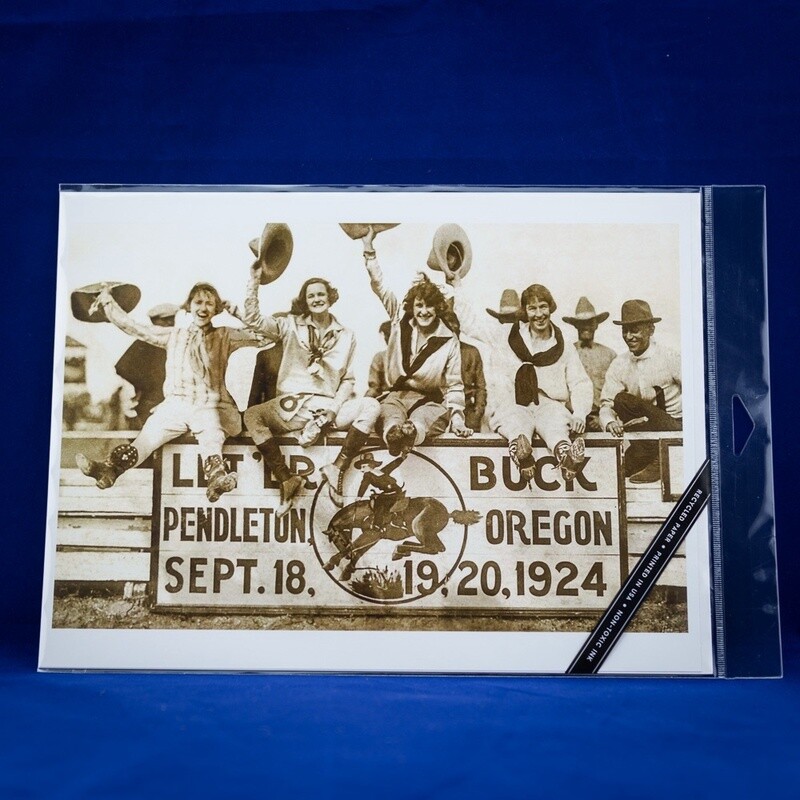 LET 'ER BUCK
PENDLETON, OREGON
SEPT. 18, 19, 20, 1924
RECYCLED PAPER • PRINTED IN USA • NON-TOXIC INK